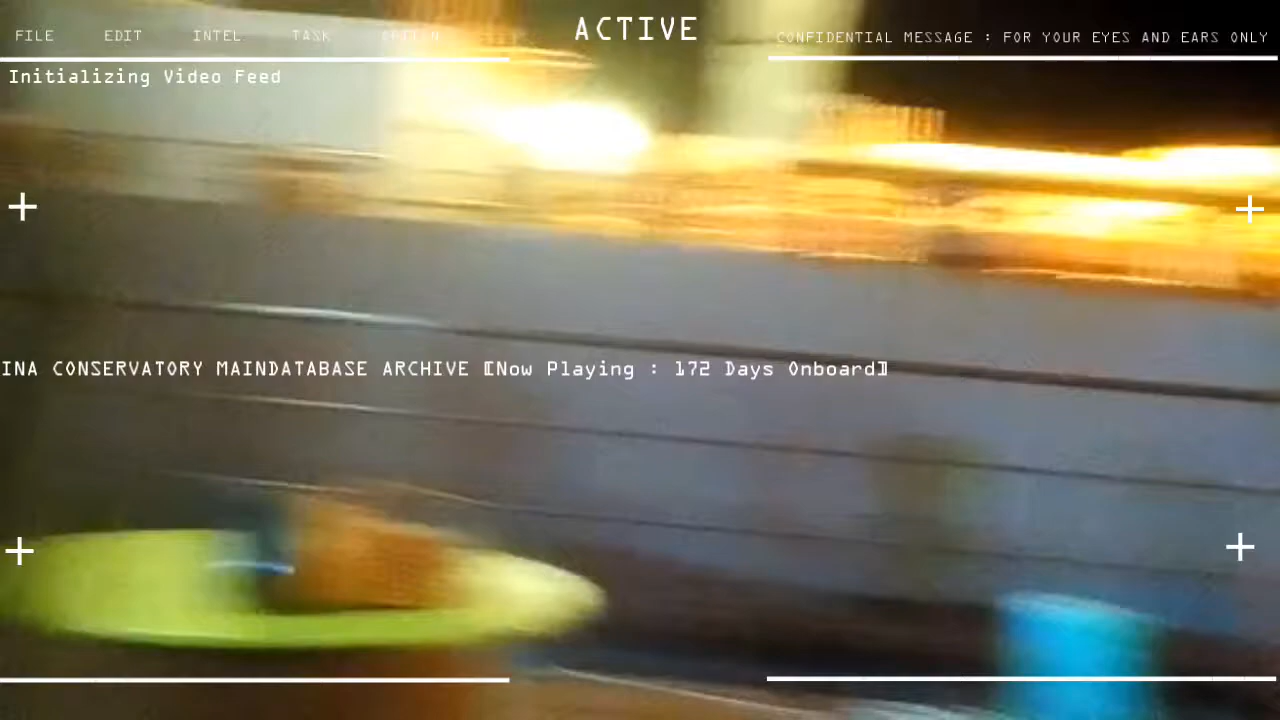 FILE EDIT INTEL TASK OPTION
ACTIVE
CONFIDENTIAL MESSAGE : FOR YOUR EYES AND EARS ONLY
Initializing Video Feed
INA CONSERVATORY MAINDATABASE ARCHIVE [Now Playing : 172 Days Onboard]